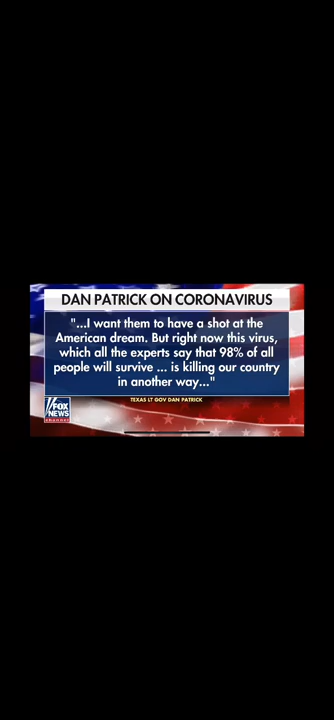 DAN PATRICK ON CORONAVIRUS
"...I want them to have a shot at the
American dream. But right now this virus,
which all the experts say that 98% of all
people will survive ... is killing our country
in another way..."
TEXAS LT GOV DAN PATRICK
FOX
NEWS
channel